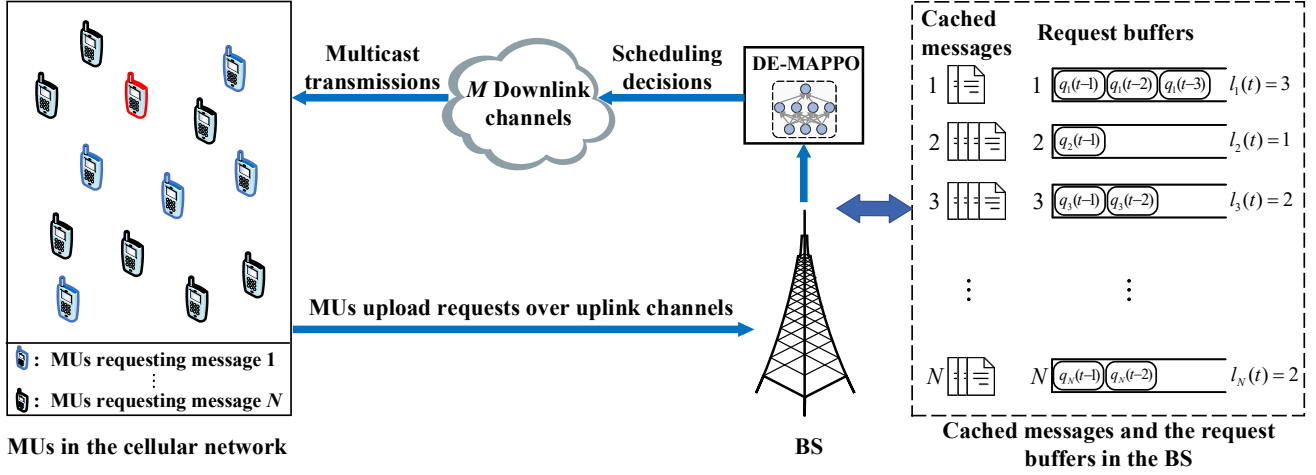 Multicast
transmissions
M Downlink
channels
Scheduling
decisions
DE-MAPPO
MUs upload requests over uplink channels
: MUs requesting message 1
⋮
: MUs requesting message N
MUs in the cellular network
BS
Cached
messages
Request buffers
1 1 q₁(t−1) q₁(t−2) q₁(t−3) l₁(t) = 3
2 2 q₂(t−1) l₂(t) = 1
3 3 q₃(t−1) q₃(t−2) l₃(t) = 2
⋮ ⋮
N N q_N(t−1) q_N(t−2) l_N(t) = 2
Cached messages and the request
buffers in the BS